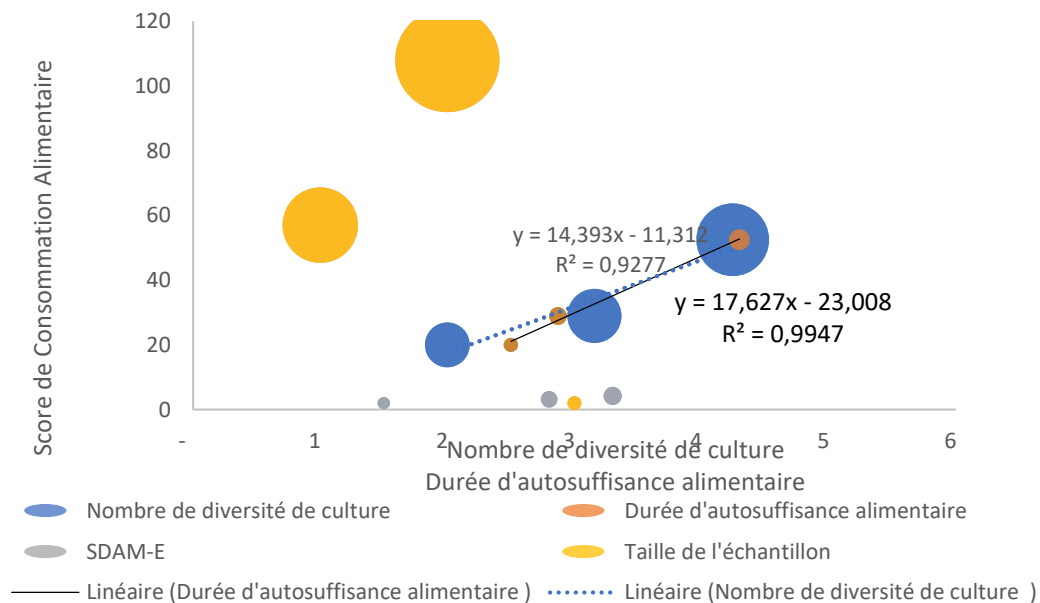 120
100
80
60
40
20
0
Score de Consommation Alimentaire
y = 14,393x - 11,312
R² = 0,9277
y = 17,627x - 23,008
R² = 0,9947
- 1 2 3 4 5 6
Nombre de diversité de culture
Durée d'autosuffisance alimentaire
Nombre de diversité de culture
Durée d'autosuffisance alimentaire
SDAM-E
Taille de l'échantillon
Linéaire (Durée d'autosuffisance alimentaire )
Linéaire (Nombre de diversité de culture )